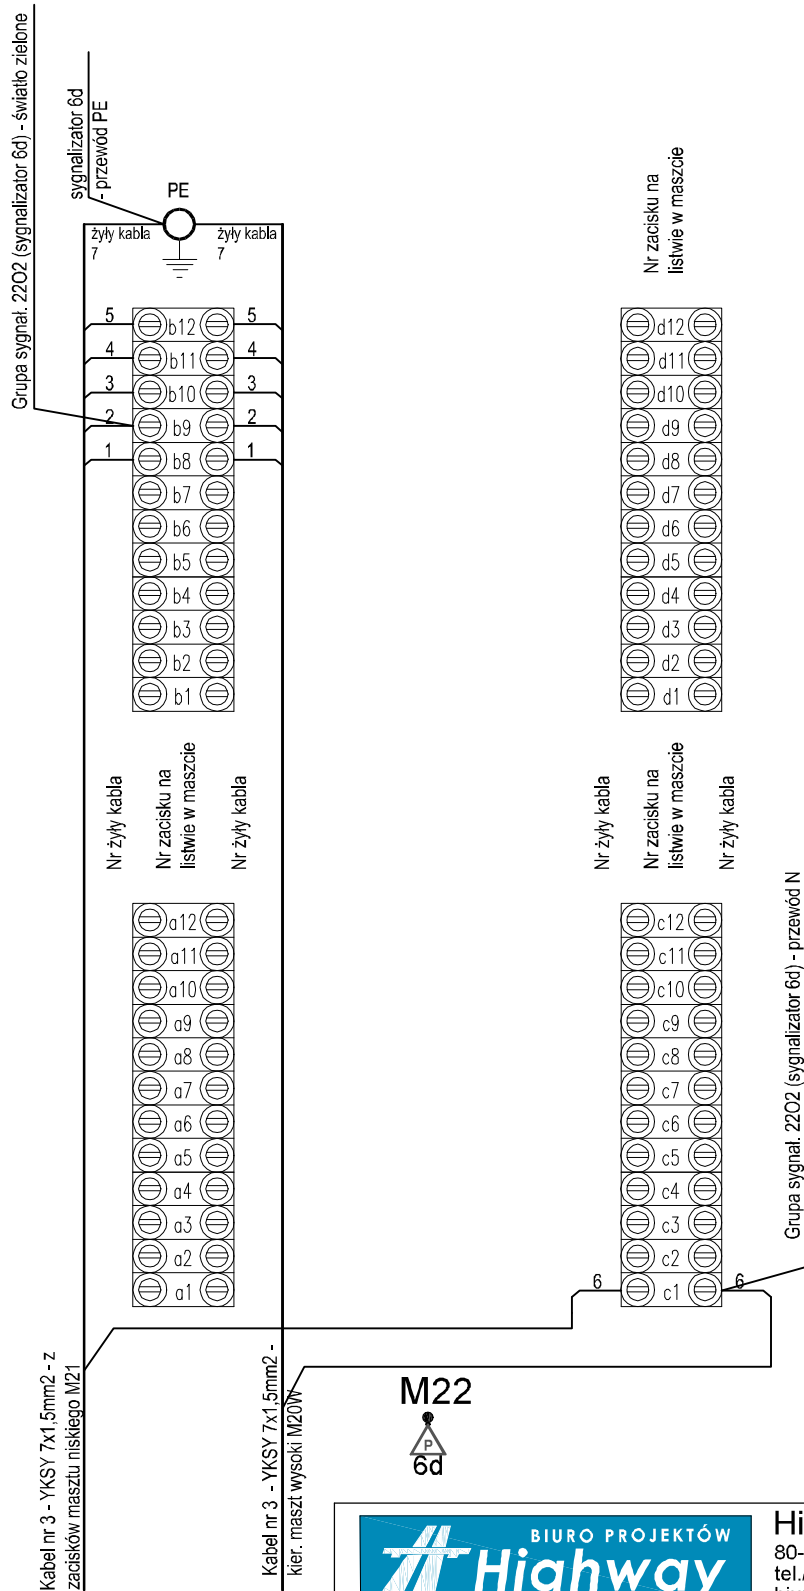 Grupa sygnał. 22O2 (sygnalizator 6d) - światło zielone
sygnalizator 6d
- przewód PE
PE
żyły kabla
7
żyły kabla
7
Nr zacisku na
listwie w maszcie
5 b12 5
4 b11 4
3 b10 3
2 b9 2
1 b8 1
b7
b6
b5
b4
b3
b2
b1
d12
d11
d10
d9
d8
d7
d6
d5
d4
d3
d2
d1
Nr żyły kabla
Nr zacisku na
listwie w maszcie
Nr żyły kabla
Nr żyły kabla
Nr zacisku na
listwie w maszcie
Nr żyły kabla
a12
a11
a10
a9
a8
a7
a6
a5
a4
a3
a2
a1
c12
c11
c10
c9
c8
c7
c6
c5
c4
c3
c2
6 c1 6
Grupa sygnał. 22O2 (sygnalizator 6d) - przewód N
Kabel nr 3 - YKSY 7x1,5mm2 - z
zacisków masztu niskiego M21
Kabel nr 3 - YKSY 7x1,5mm2 -
kier. maszt wysoki M20W
M22
P
6d
BIURO PROJEKTÓW
Highway
Hi
80-
tel.